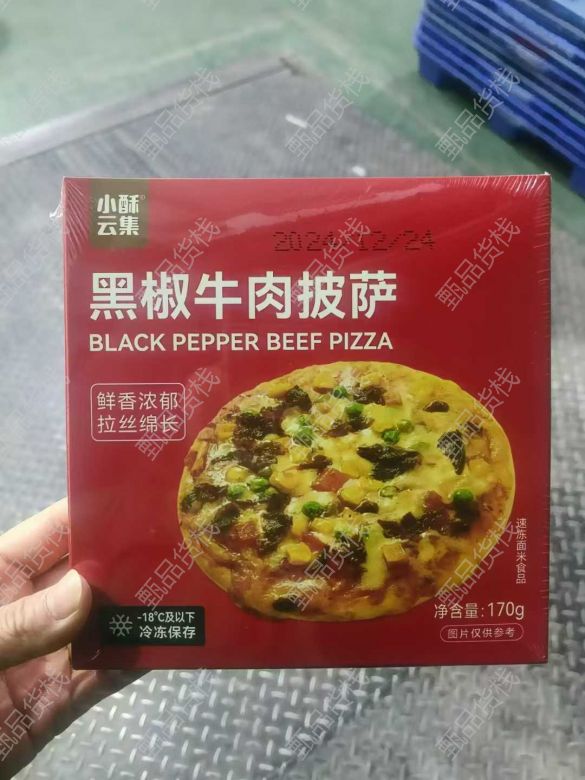 小酥®
云集
2024/12/24
黑椒牛肉披萨
BLACK PEPPER BEEF PIZZA
鲜香浓郁
拉丝绵长
速冻面米食品
-18℃及以下
冷冻保存
净含量:170g
图片仅供参考
甄品货栈